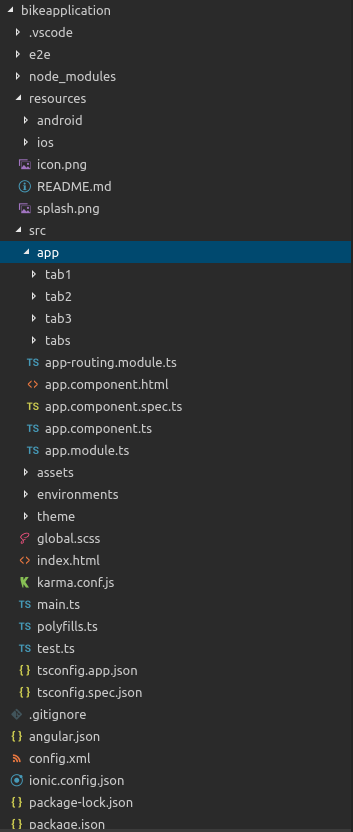 bikeapplication
.vscode
e2e
node_modules
resources
android
ios
icon.png
README.md
splash.png
src
app
tab1
tab2
tab3
tabs
TS app-routing.module.ts
<> app.component.html
TS app.component.spec.ts
TS app.component.ts
TS app.module.ts
assets
environments
theme
global.scss
<> index.html
K karma.conf.js
TS main.ts
TS polyfills.ts
TS test.ts
{} tsconfig.app.json
{} tsconfig.spec.json
.gitignore
{} angular.json
config.xml
ionic.config.json
{} package-lock.json
{} package.json